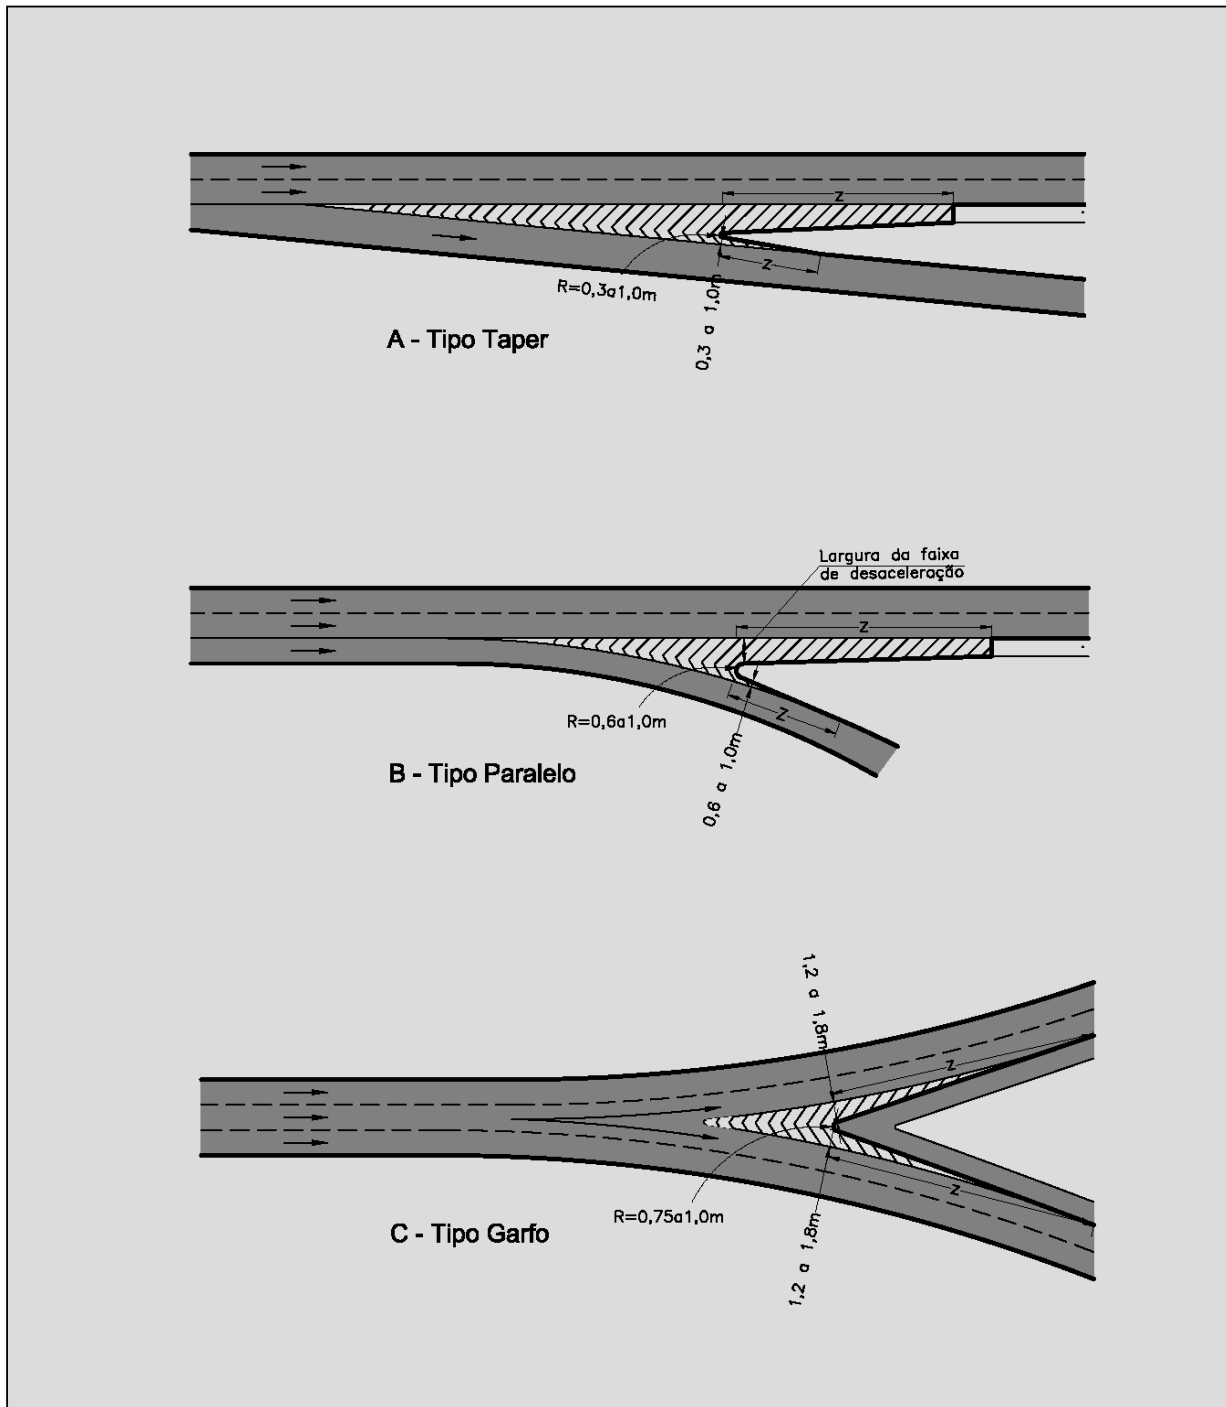 Z
Z
R=0,3a1,0m
0,3 a 1,0m
A - Tipo Taper
Largura da faixa
de desaceleração
Z
Z
R=0,6a1,0m
0,6 a 1,0m
B - Tipo Paralelo
1,2 a 1,8m
Z
Z
R=0,75a1,0m
1,2 a 1,8m
C - Tipo Garfo